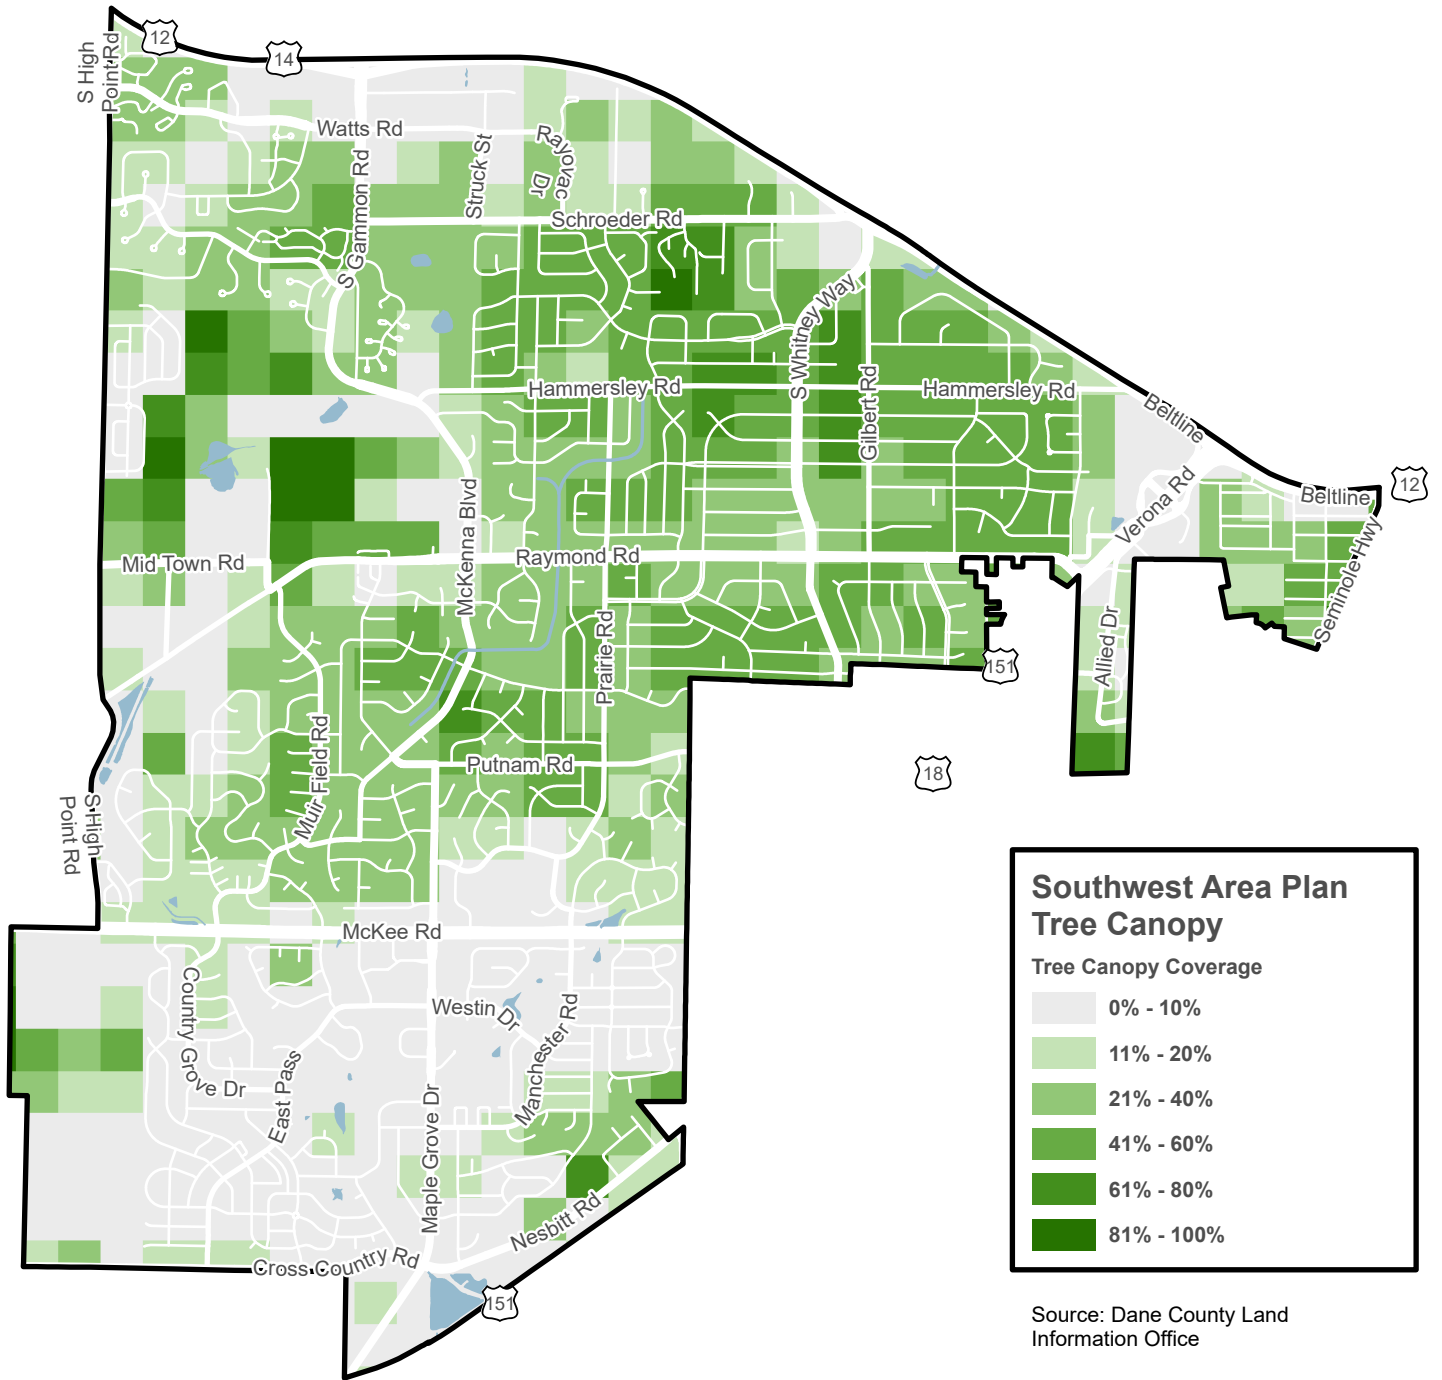 12
14
S High
Point Rd
Watts Rd
Rayovac
Dr
Struck St
S Gammon Rd
Schroeder Rd
S Whitney Way
Gilbert Rd
Hammersley Rd
Hammersley Rd
Beltline
Beltline
12
Verona Rd
Seminole Hwy
McKenna Blvd
Mid Town Rd
Raymond Rd
Prairie Rd
Allied Dr
151
18
Muir Field Rd
Putnam Rd
S High
Point Rd
McKee Rd
Country Grove Dr
East Pass
Westin Dr
Manchester Rd
Maple Grove Dr
Nesbitt Rd
Cross Country Rd
151
Southwest Area Plan
Tree Canopy
Tree Canopy Coverage
0% - 10%
11% - 20%
21% - 40%
41% - 60%
61% - 80%
81% - 100%
Source: Dane County Land
Information Office